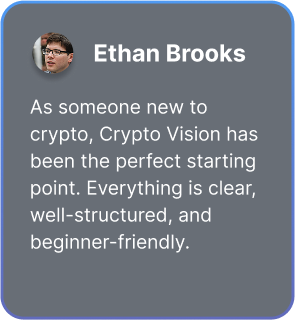 Ethan Brooks
As someone new to
crypto, Crypto Vision has
been the perfect starting
point. Everything is clear,
well-structured, and
beginner-friendly.